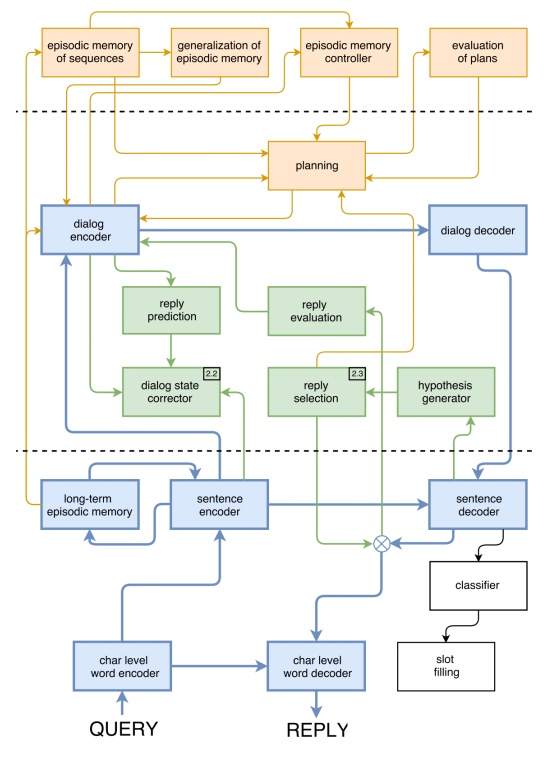 episodic memory
of sequences
generalization of
episodic memory
episodic memory
controller
evaluation
of plans
planning
dialog
encoder
dialog decoder
reply
prediction
reply
evaluation
2.2
dialog state
corrector
2.3
reply
selection
hypothesis
generator
long-term
episodic memory
sentence
encoder
sentence
decoder
classifier
char level
word encoder
char level
word decoder
slot
filling
QUERY
REPLY